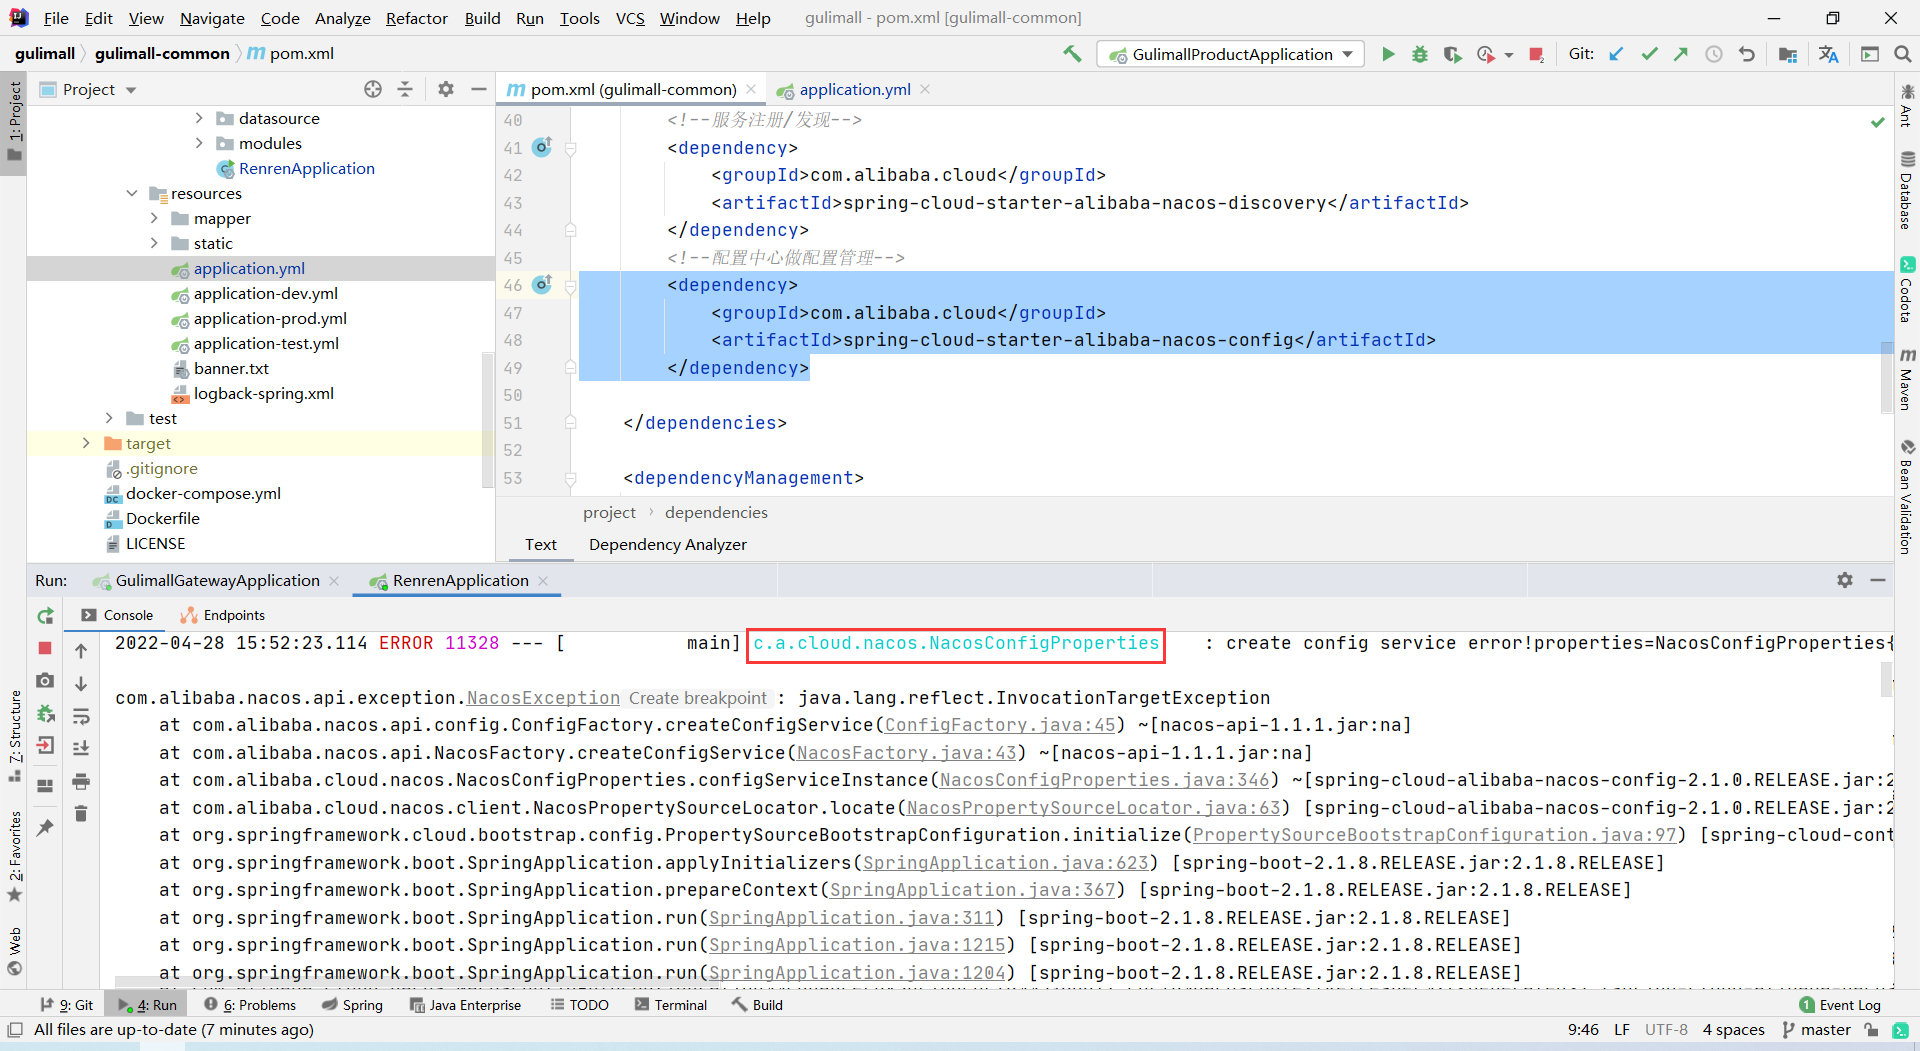 File Edit View Navigate Code Analyze Refactor Build Run Tools VCS Window Help gulimall - pom.xml [gulimall-common]
gulimall gulimall-common m pom.xml GulimallProductApplication Git:
Project
m pom.xml (gulimall-common) application.yml
1: Project
datasource
modules
RenrenApplication
resources
mapper
static
application.yml
application-dev.yml
application-prod.yml
application-test.yml
banner.txt
logback-spring.xml
test
target
.gitignore
docker-compose.yml
Dockerfile
LICENSE
40 <!--服务注册/发现-->
41 <dependency>
42 <groupId>com.alibaba.cloud</groupId>
43 <artifactId>spring-cloud-starter-alibaba-nacos-discovery</artifactId>
44 </dependency>
45 <!--配置中心做配置管理-->
46 <dependency>
47 <groupId>com.alibaba.cloud</groupId>
48 <artifactId>spring-cloud-starter-alibaba-nacos-config</artifactId>
49 </dependency>
50
51 </dependencies>
52
53 <dependencyManagement>
project dependencies
Text Dependency Analyzer
Ant
Database
Codota
m Maven
Bean Validation
Run: GulimallGatewayApplication RenrenApplication
Console Endpoints
2022-04-28 15:52:23.114 ERROR 11328 --- [ main] c.a.cloud.nacos.NacosConfigProperties : create config service error!properties=NacosConfigProperties{
com.alibaba.nacos.api.exception.NacosException Create breakpoint : java.lang.reflect.InvocationTargetException
at com.alibaba.nacos.api.config.ConfigFactory.createConfigService(ConfigFactory.java:45) ~[nacos-api-1.1.1.jar:na]
at com.alibaba.nacos.api.NacosFactory.createConfigService(NacosFactory.java:43) ~[nacos-api-1.1.1.jar:na]
at com.alibaba.cloud.nacos.NacosConfigProperties.configServiceInstance(NacosConfigProperties.java:346) ~[spring-cloud-alibaba-nacos-config-2.1.0.RELEASE.jar:2
at com.alibaba.cloud.nacos.client.NacosPropertySourceLocator.locate(NacosPropertySourceLocator.java:63) [spring-cloud-alibaba-nacos-config-2.1.0.RELEASE.jar:2
at org.springframework.cloud.bootstrap.config.PropertySourceBootstrapConfiguration.initialize(PropertySourceBootstrapConfiguration.java:97) [spring-cloud-cont
at org.springframework.boot.SpringApplication.applyInitializers(SpringApplication.java:623) [spring-boot-2.1.8.RELEASE.jar:2.1.8.RELEASE]
at org.springframework.boot.SpringApplication.prepareContext(SpringApplication.java:367) [spring-boot-2.1.8.RELEASE.jar:2.1.8.RELEASE]
at org.springframework.boot.SpringApplication.run(SpringApplication.java:311) [spring-boot-2.1.8.RELEASE.jar:2.1.8.RELEASE]
at org.springframework.boot.SpringApplication.run(SpringApplication.java:1215) [spring-boot-2.1.8.RELEASE.jar:2.1.8.RELEASE]
at org.springframework.boot.SpringApplication.run(SpringApplication.java:1204) [spring-boot-2.1.8.RELEASE.jar:2.1.8.RELEASE]
7: Structure
2: Favorites
Web
9: Git 4: Run 6: Problems Spring Java Enterprise TODO Terminal Build 1 Event Log
All files are up-to-date (7 minutes ago) 9:46 LF UTF-8 4 spaces master